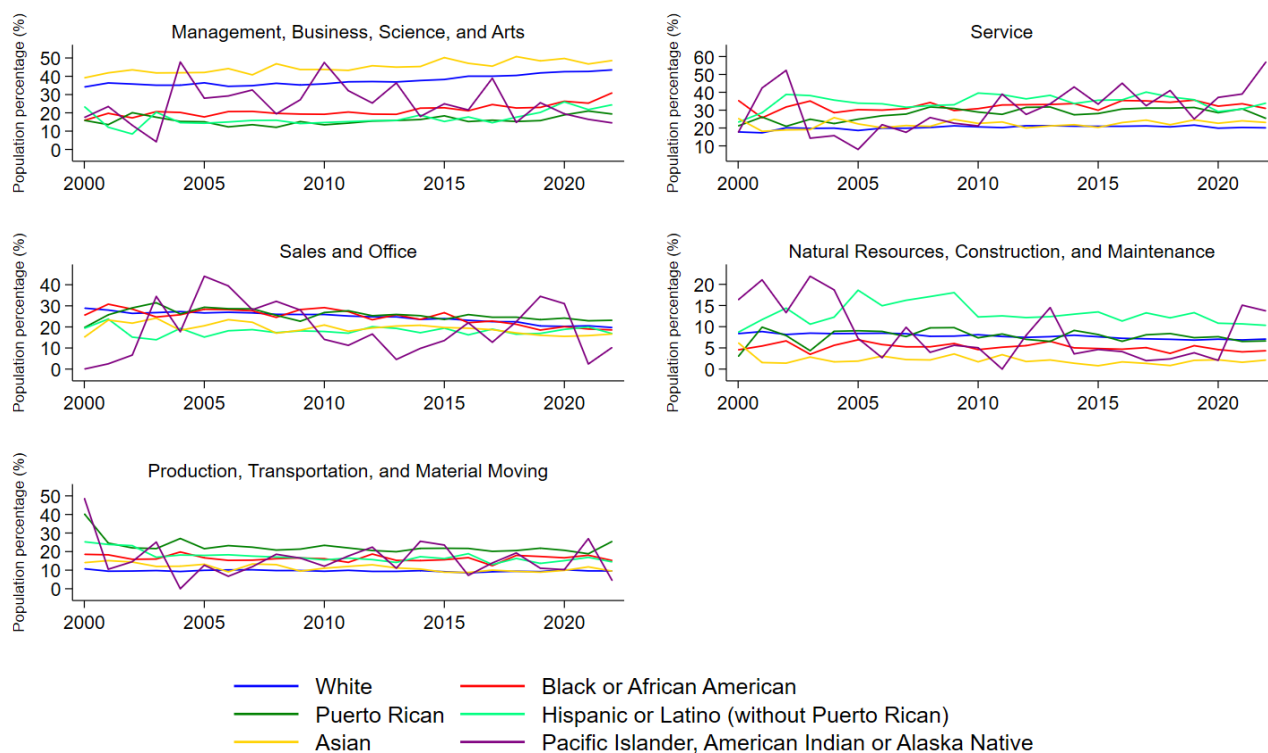 Management, Business, Science, and Arts
Population percentage (%)
50
40
30
20
10
0
2000 2005 2010 2015 2020
Service
Population percentage (%)
60
50
40
30
20
10
2000 2005 2010 2015 2020
Sales and Office
Population percentage (%)
40
30
20
10
0
2000 2005 2010 2015 2020
Natural Resources, Construction, and Maintenance
Population percentage (%)
20
15
10
5
0
2000 2005 2010 2015 2020
Production, Transportation, and Material Moving
Population percentage (%)
50
40
30
20
10
0
2000 2005 2010 2015 2020
White Black or African American
Puerto Rican Hispanic or Latino (without Puerto Rican)
Asian Pacific Islander, American Indian or Alaska Native